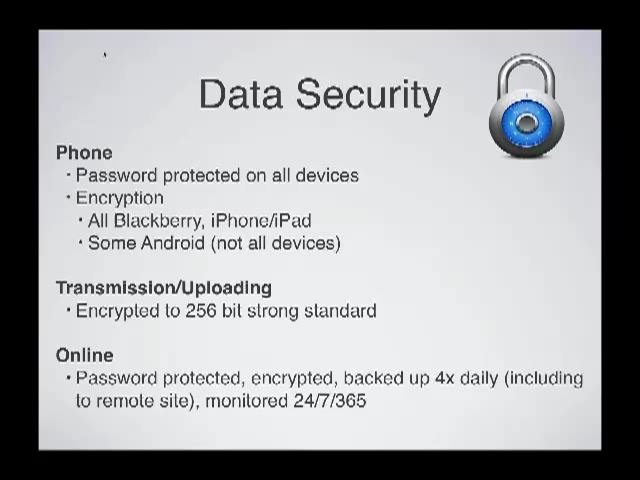 Data Security
Phone
· Password protected on all devices
· Encryption
· All Blackberry, iPhone/iPad
· Some Android (not all devices)
Transmission/Uploading
· Encrypted to 256 bit strong standard
Online
· Password protected, encrypted, backed up 4x daily (including
to remote site), monitored 24/7/365